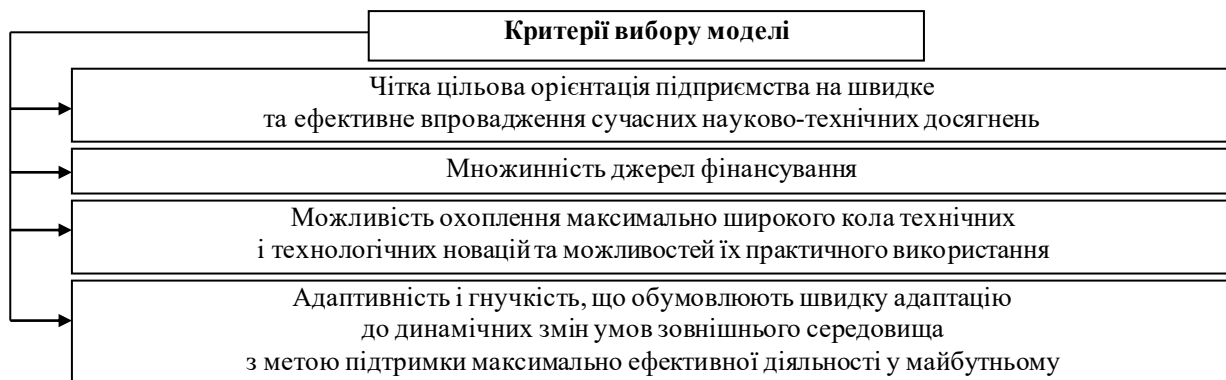 Критерії вибору моделі
Чітка цільова орієнтація підприємства на швидке
та ефективне впровадження сучасних науково-технічних досягнень
Множинність джерел фінансування
Можливість охоплення максимально широкого кола технічних
і технологічних новацій та можливостей їх практичного використання
Адаптивність і гнучкість, що обумовлюють швидку адаптацію
до динамічних змін умов зовнішнього середовища
з метою підтримки максимально ефективної діяльності у майбутньому